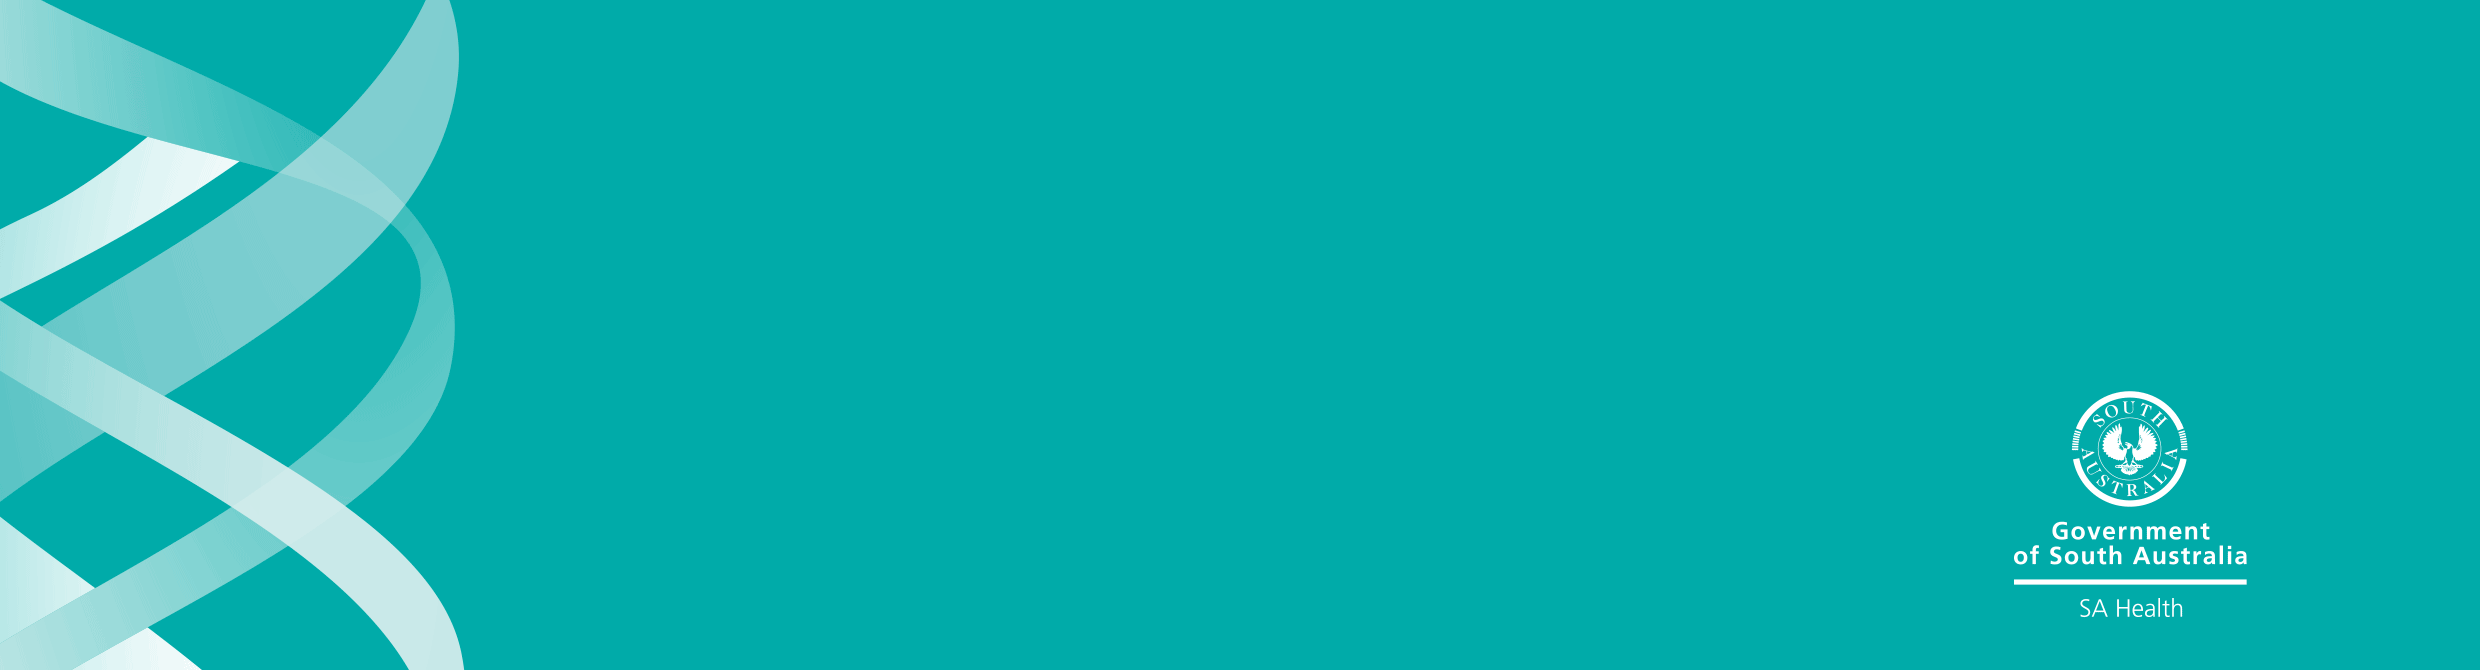 SOUTH
AUSTRALIA
Government
of South Australia
SA Health